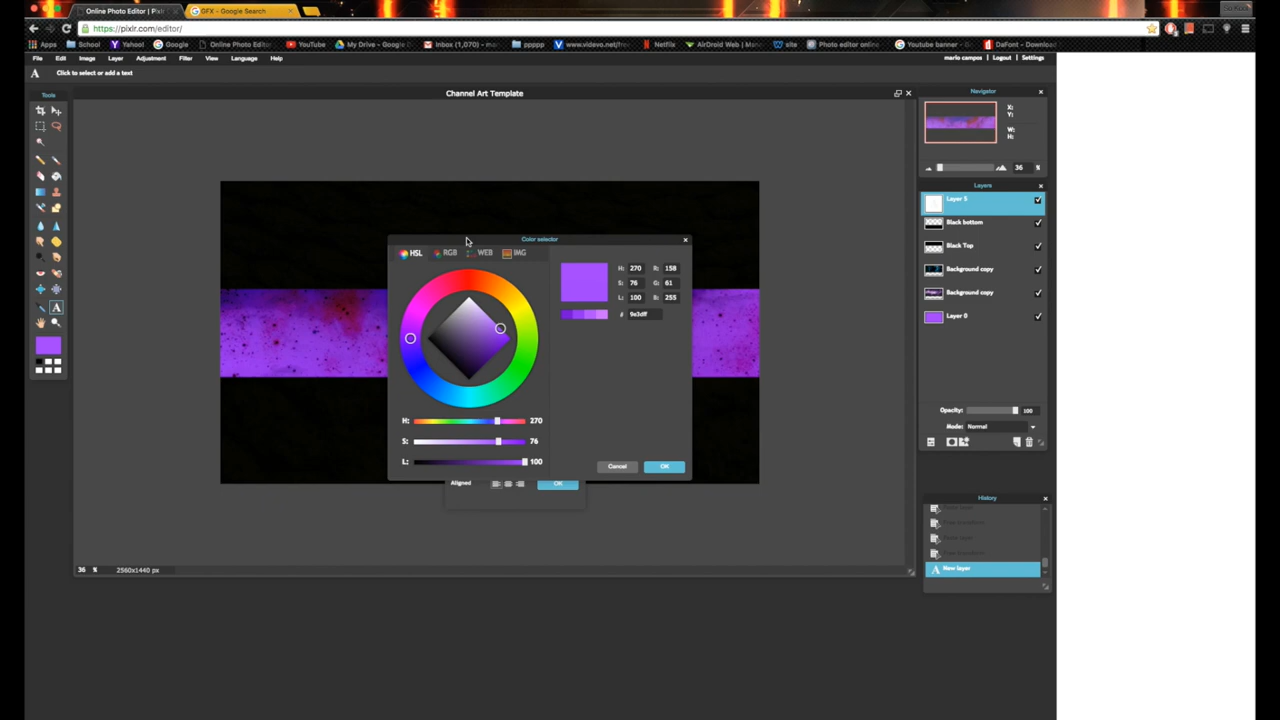 Online Photo Editor | Pixlr
GFX - Google Search
https://pixlr.com/editor/
Apps School Yahoo! Google Online Photo Edit YouTube My Drive - Google Inbox (1,070) - ppppp www.videvo.net/fre Netflix AirDroid Web | Ma site Photo editor online Youtube banner - G DaFont - Download
File Edit Image Layer Adjustment Filter View Language Help
mario campos | Logout | Settings
A Click to select or add a text
Tools
Channel Art Template
Navigator
X:
Y:
W:
H:
36 %
Layers
Layer 5
Black bottom
Black Top
Background copy
Background copy
Layer 0
Opacity: 100
Mode: Normal
Color selector
HSL RGB WEB IMG
H: 270 R: 158
S: 76 G: 61
L: 100 B: 255
# 9e3dff
H: 270
S: 76
L: 100
Cancel OK
Aligned OK
History
A New layer
36 % 2560x1440 px